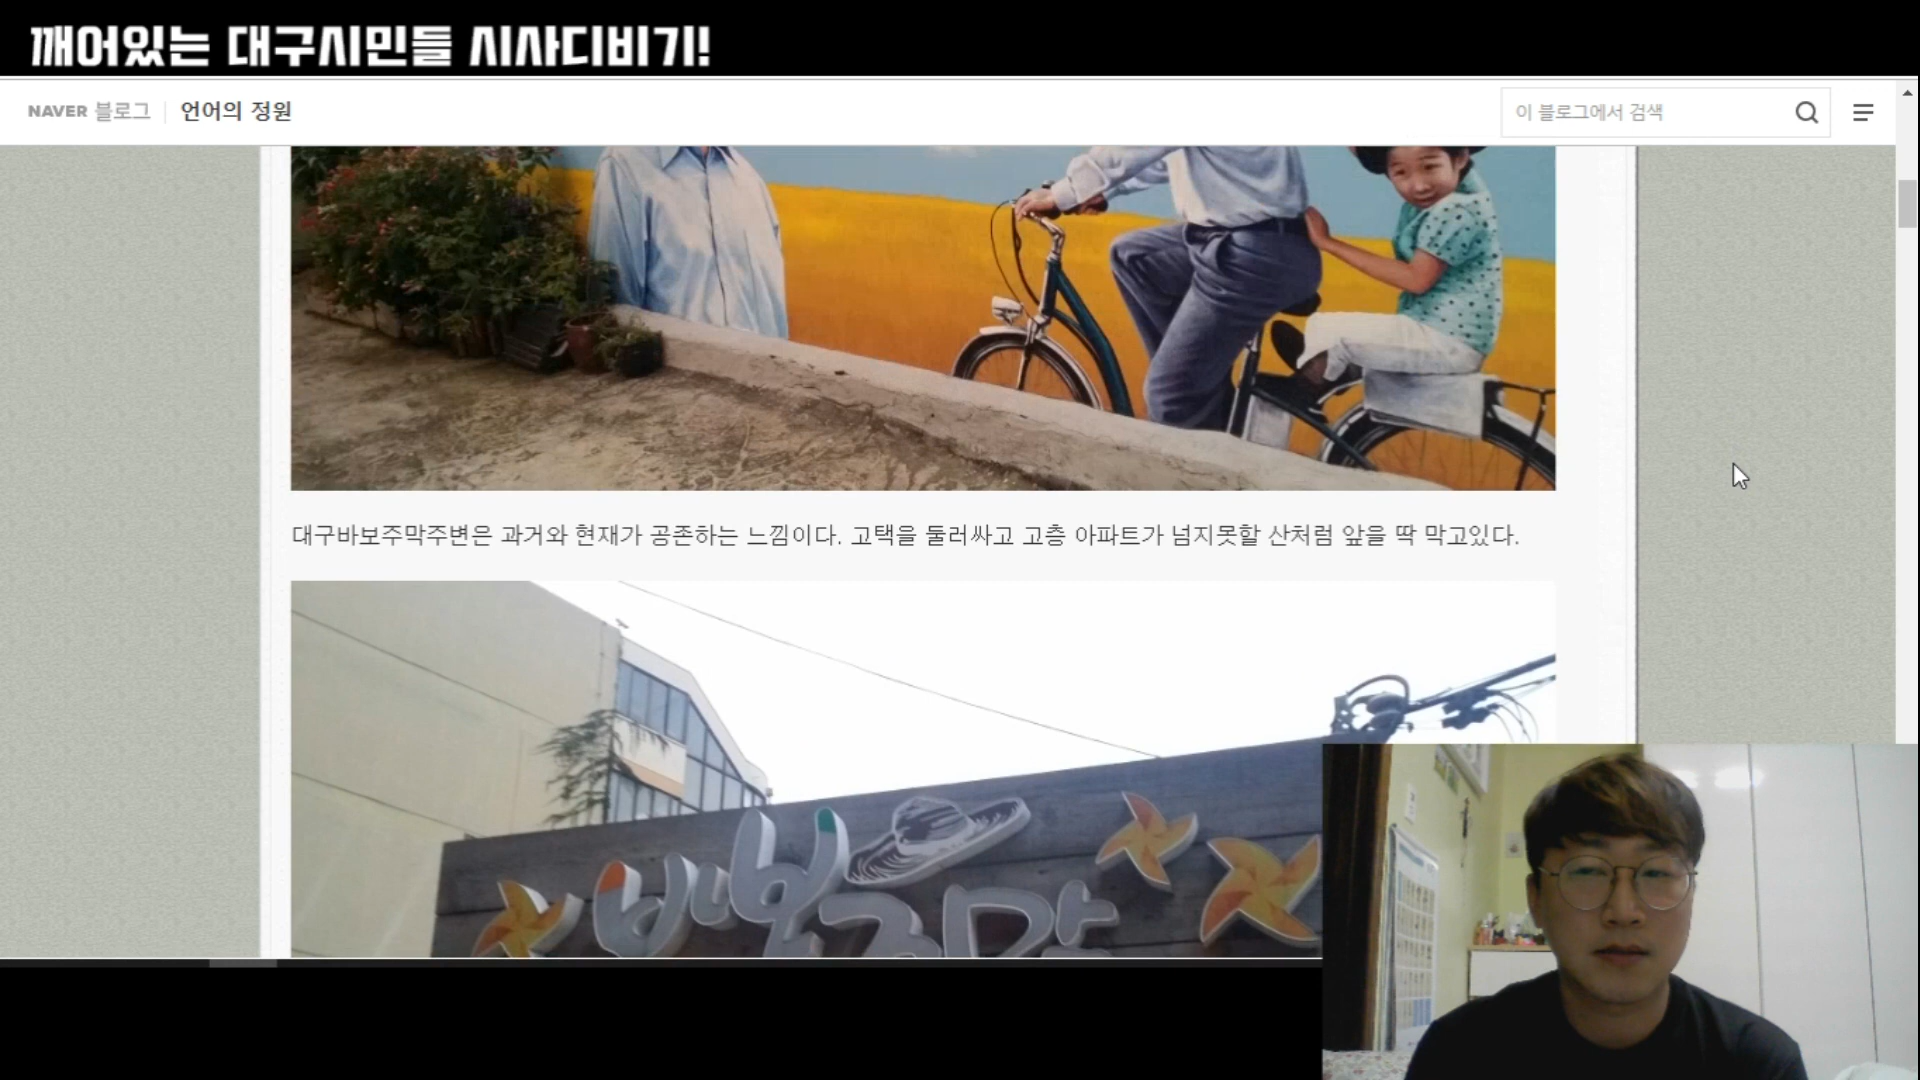 깨어있는 대구시민들 시사디비기!
NAVER 블로그 언어의 정원
이 블로그에서 검색
대구바보주막주변은 과거와 현재가 공존하는 느낌이다. 고택을 둘러싸고 고층 아파트가 넘지못할 산처럼 앞을 딱 막고있다.
바보주막